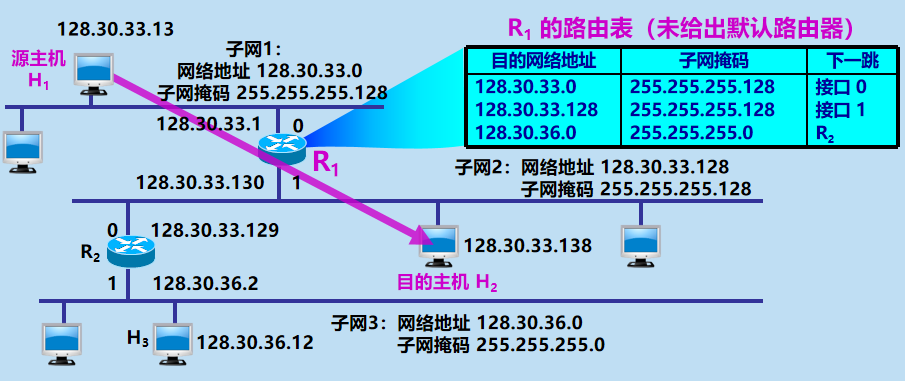 128.30.33.13
源主机
H1
子网1：
网络地址 128.30.33.0
子网掩码 255.255.255.128
R1 的路由表（未给出默认路由器）
目的网络地址 子网掩码 下一跳
128.30.33.0 255.255.255.128 接口 0
128.30.33.128 255.255.255.128 接口 1
128.30.36.0 255.255.255.0 R2
128.30.33.1 0
R1
128.30.33.130 1
子网2：网络地址 128.30.33.128
子网掩码 255.255.255.128
0 128.30.33.129
R2
128.30.33.138
目的主机 H2
1 128.30.36.2
子网3：网络地址 128.30.36.0
子网掩码 255.255.255.0
H3 128.30.36.12